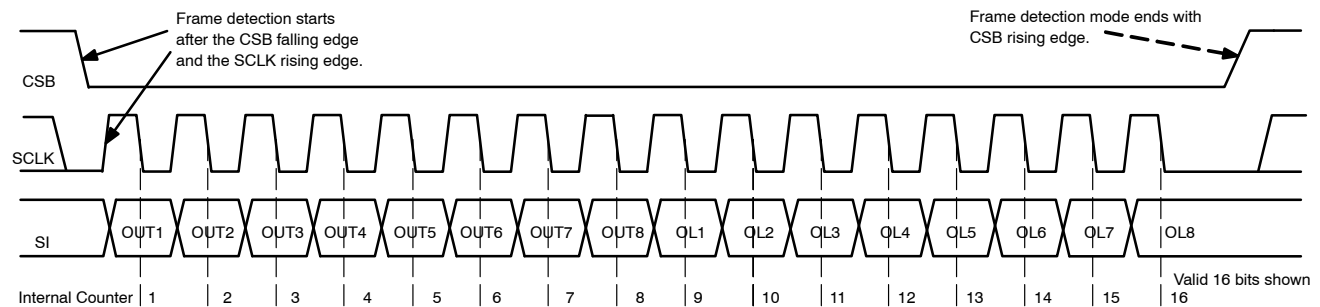 Frame detection starts
after the CSB falling edge
and the SCLK rising edge.
Frame detection mode ends with
CSB rising edge.
CSB
SCLK
SI OUT1 OUT2 OUT3 OUT4 OUT5 OUT6 OUT7 OUT8 OL1 OL2 OL3 OL4 OL5 OL6 OL7 OL8
Valid 16 bits shown
Internal Counter 1 2 3 4 5 6 7 8 9 10 11 12 13 14 15 16